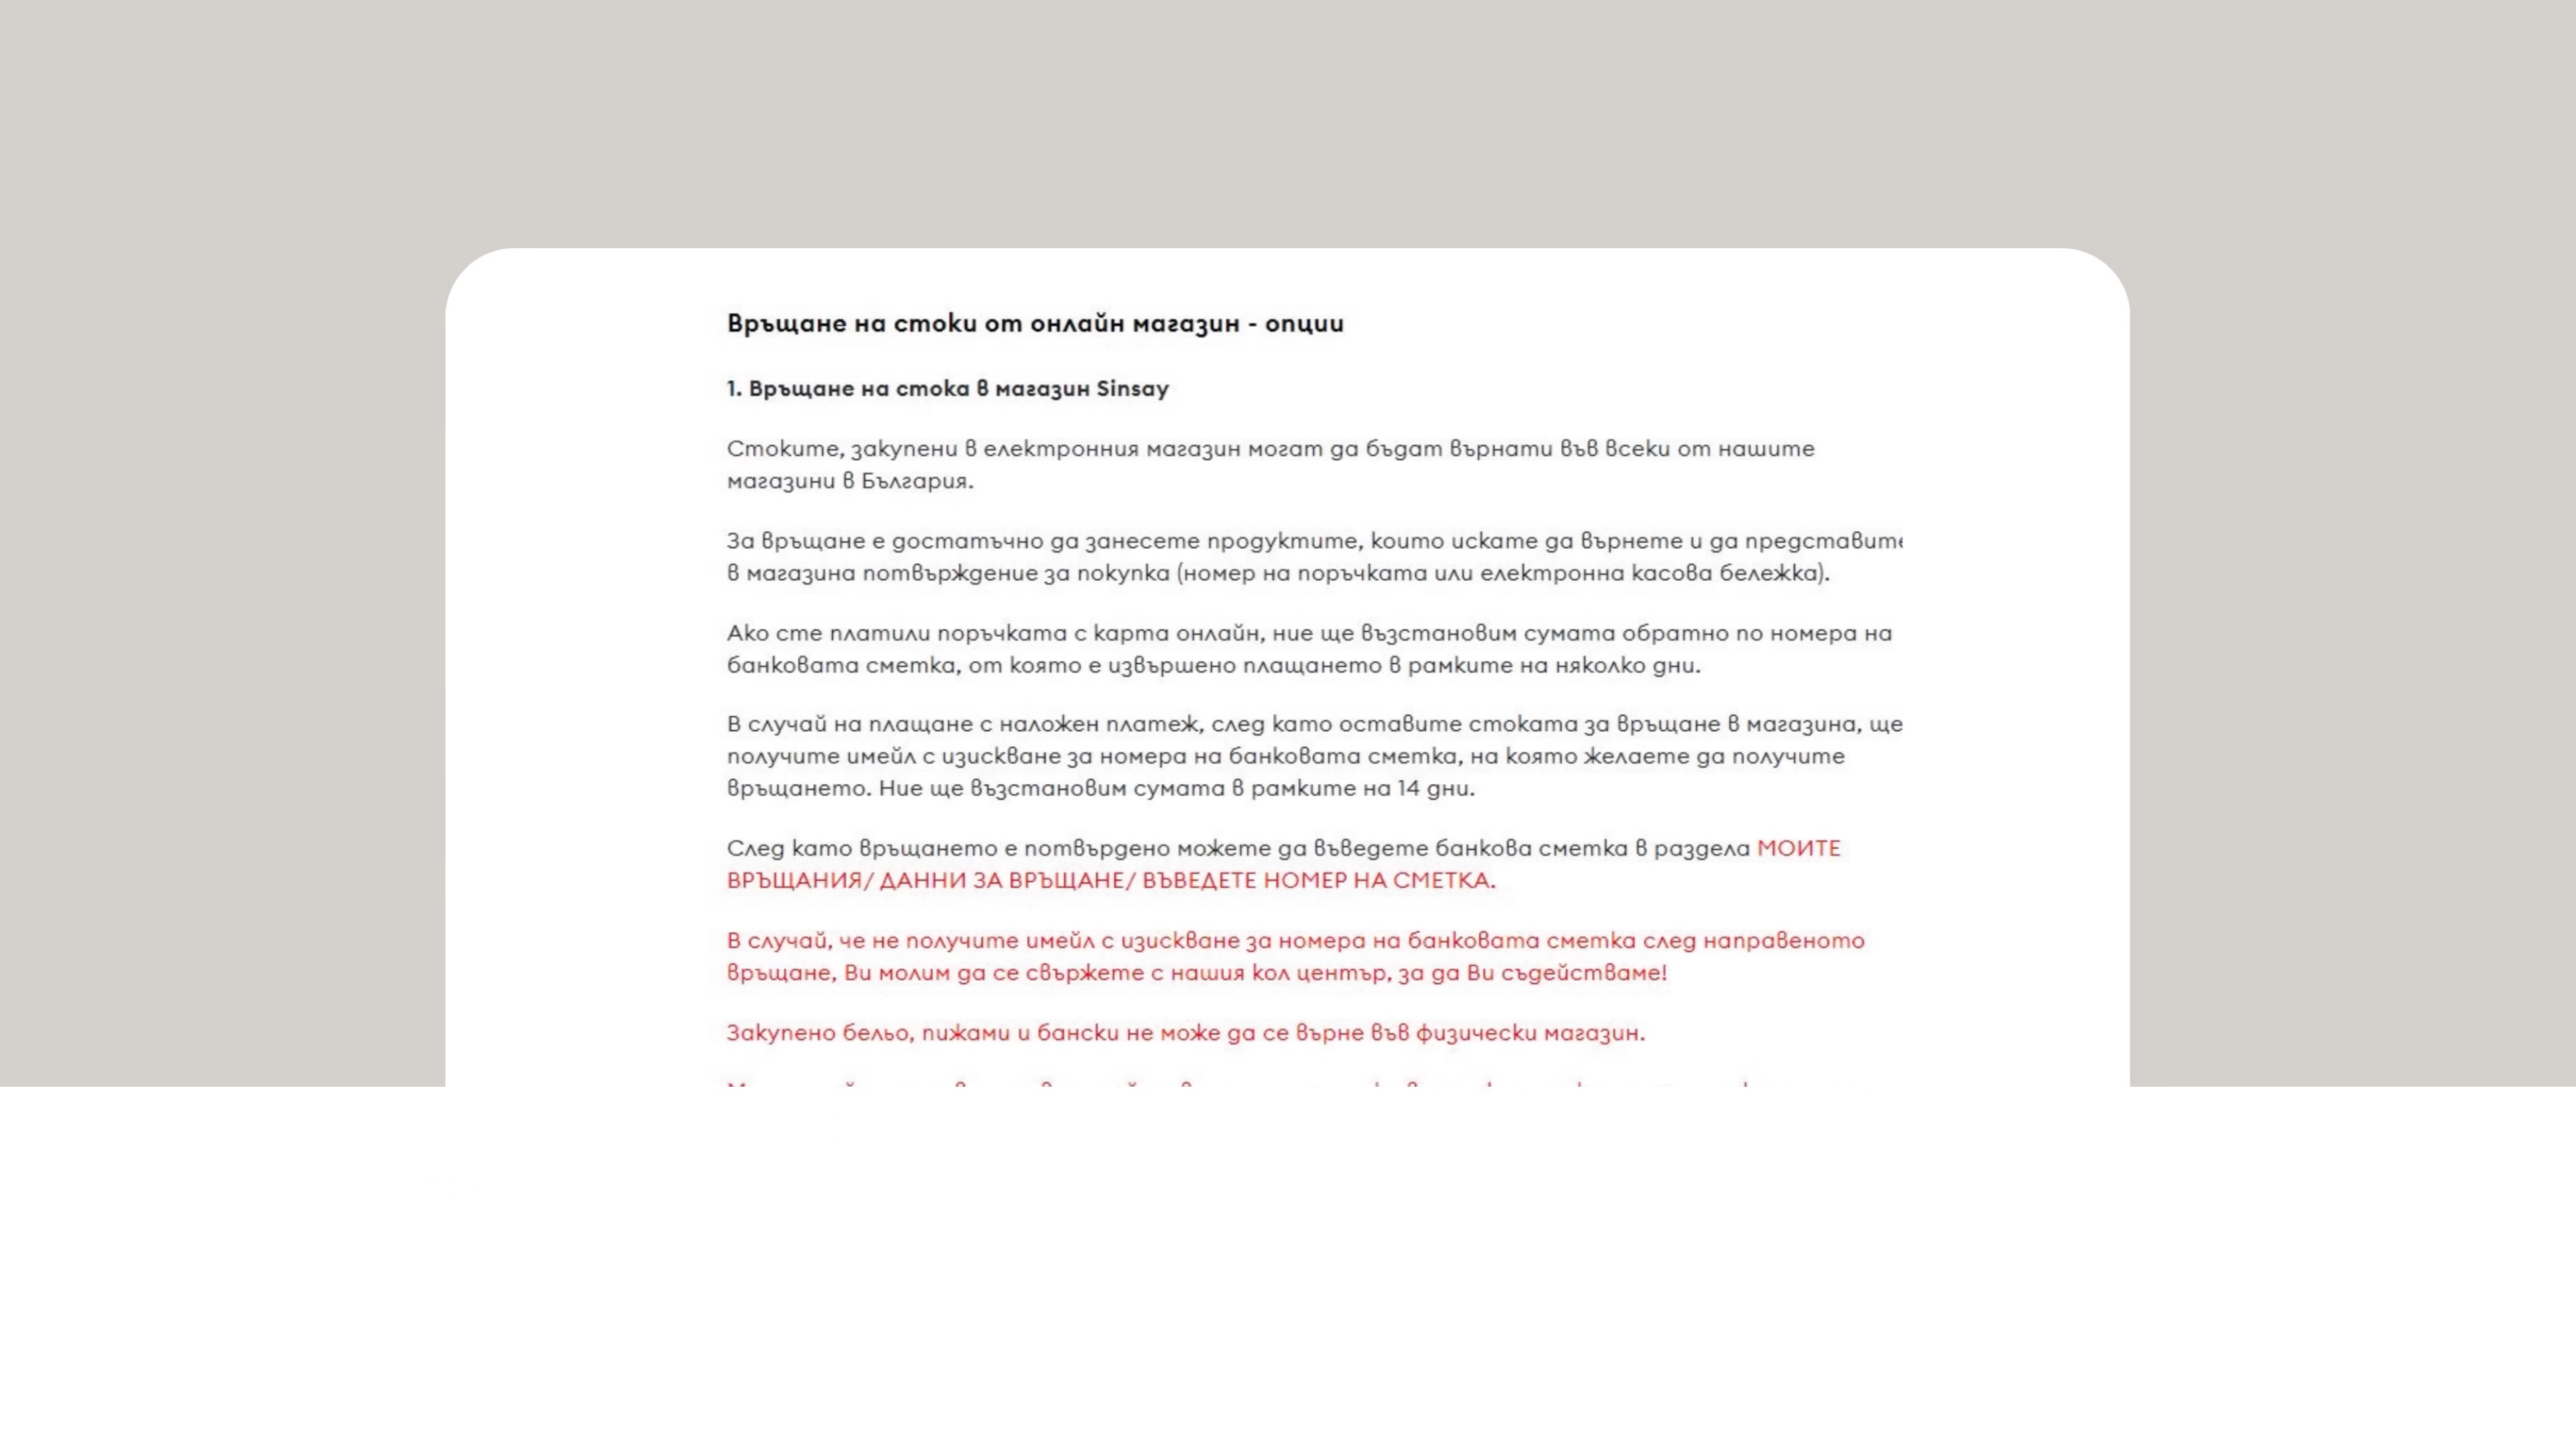 Връщане на стоки от онлайн магазин - опции
1. Връщане на стока в магазин Sinsay
Стоките, закупени в електронния магазин могат да бъдат върнати във всеки от нашите
магазини в България.
За връщане е достатъчно да занесете продуктите, които искате да върнете и да представите
в магазина потвърждение за покупка (номер на поръчката или електронна касова бележка).
Ако сте платили поръчката с карта онлайн, ние ще възстановим сумата обратно по номера на
банковата сметка, от която е извършено плащането в рамките на няколко дни.
В случай на плащане с наложен платеж, след като оставите стоката за връщане в магазина, ще
получите имейл с изискване за номера на банковата сметка, на която желаете да получите
връщането. Ние ще възстановим сумата в рамките на 14 дни.
След като връщането е потвърдено можете да въведете банкова сметка в раздела МОИТЕ
ВРЪЩАНИЯ/ ДАННИ ЗА ВРЪЩАНЕ/ ВЪВЕДЕТЕ НОМЕР НА СМЕТКА.
В случай, че не получите имейл с изискване за номера на банковата сметка след направеното
връщане, Ви молим да се свържете с нашия кол център, за да Ви съдействаме!
Закупено бельо, пижами и бански не може да се върне във физически магазин.